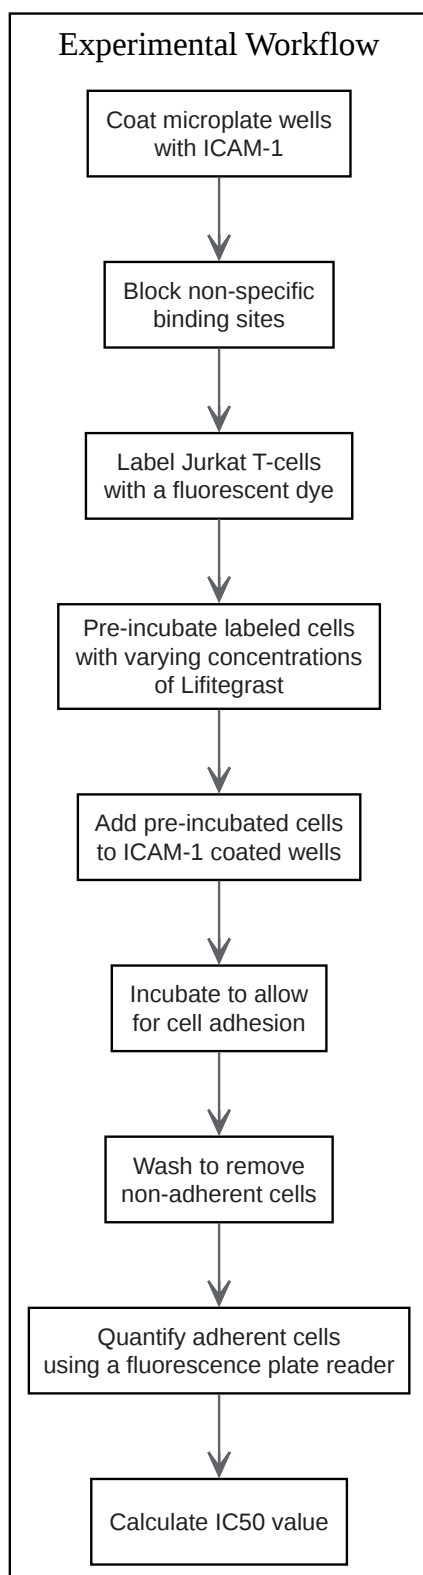 Experimental Workflow
Coat microplate wells
with ICAM-1
Block non-specific
binding sites
Label Jurkat T-cells
with a fluorescent dye
Pre-incubate labeled cells
with varying concentrations
of Lifitegrast
Add pre-incubated cells
to ICAM-1 coated wells
Incubate to allow
for cell adhesion
Wash to remove
non-adherent cells
Quantify adherent cells
using a fluorescence plate reader
Calculate IC50 value